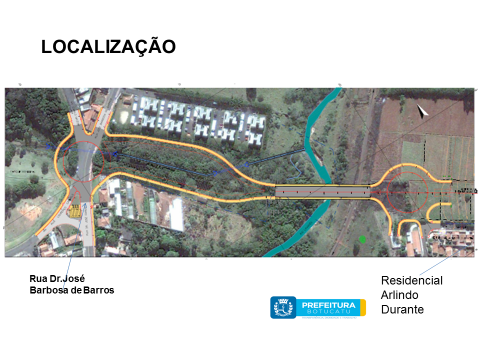 LOCALIZAÇÃO
Rua Dr.José
Barbosa de Barros
Residencial
Arlindo
Durante
PREFEITURA
BOTUCATU